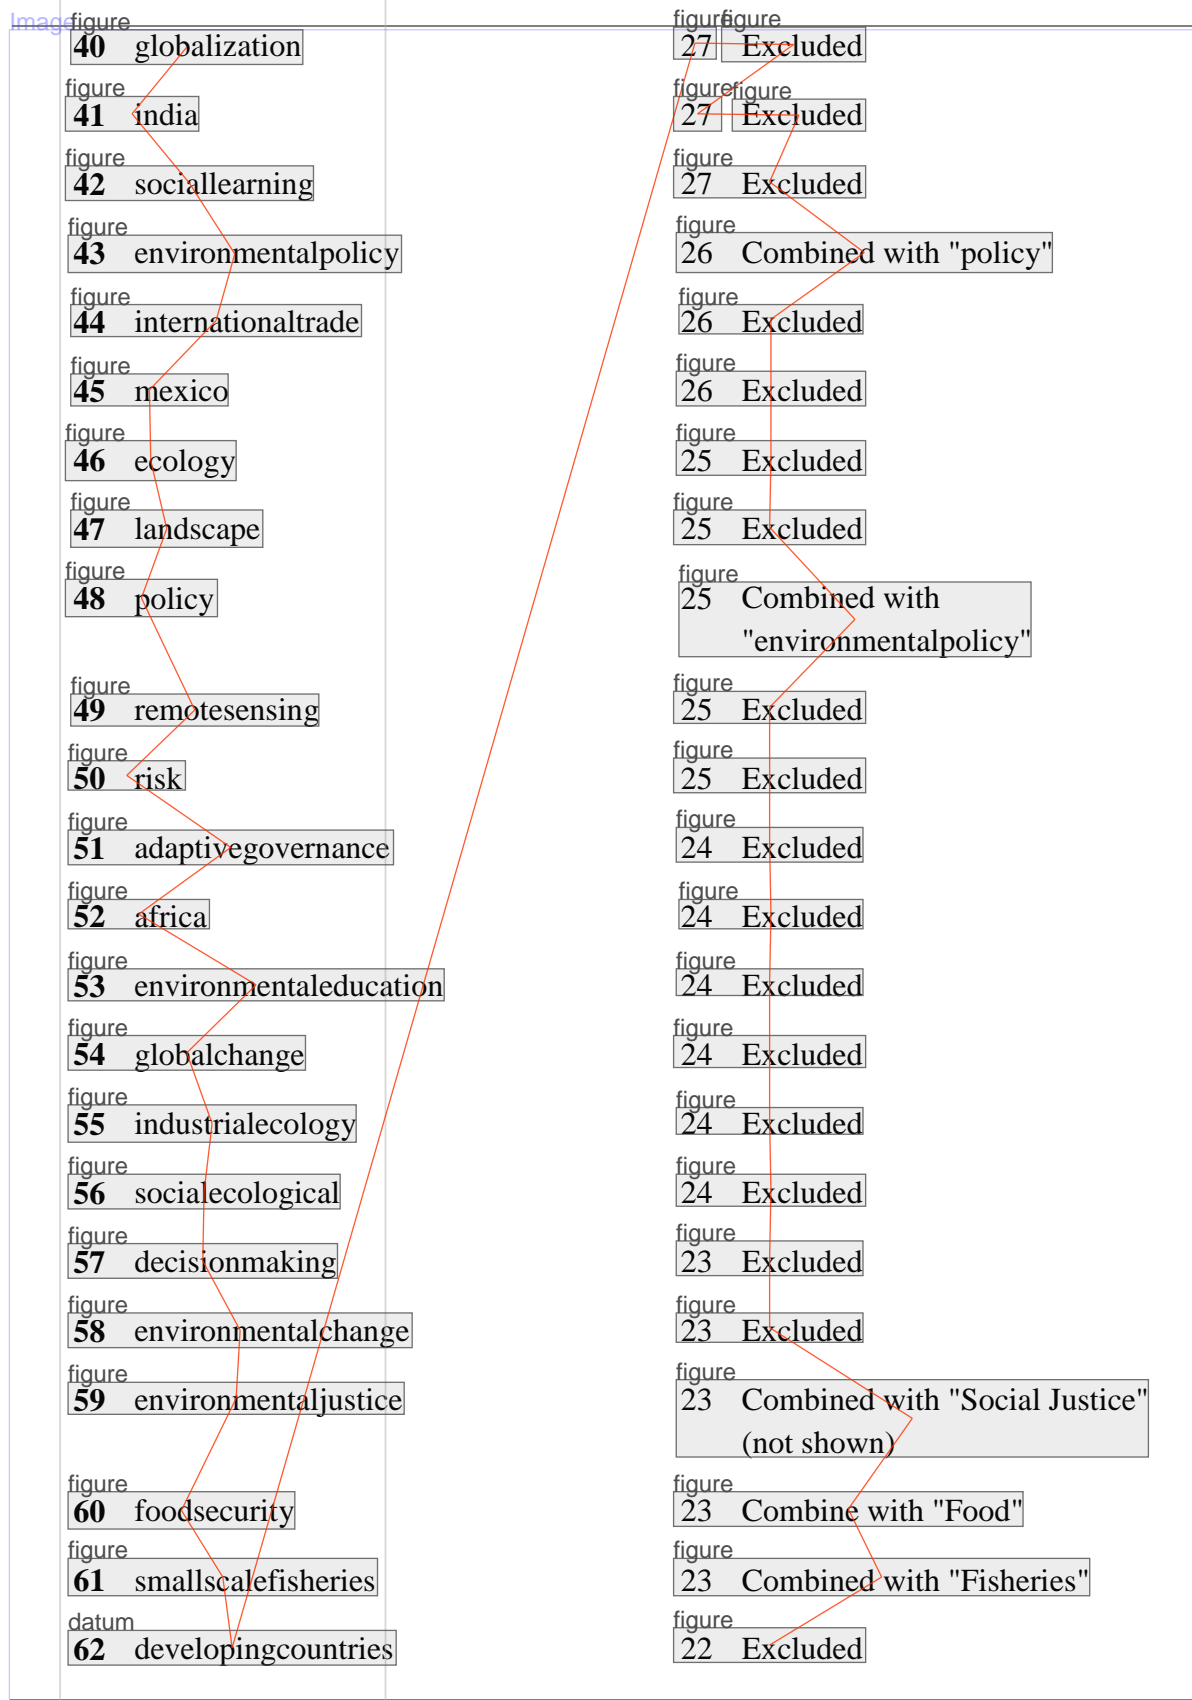 Image
figure
figure
figure
40 globalization 27 Excluded
figure
figure
figure
41 india 27 Excluded
figure
figure
42 sociallearning 27 Excluded
figure
figure
43 environmentalpolicy 26 Combined with "policy"
figure
figure
44 internationaltrade 26 Excluded
figure
figure
45 mexico 26 Excluded
figure
figure
46 ecology 25 Excluded
figure
figure
47 landscape 25 Excluded
figure
figure
48 policy 25 Combined with
"environmentalpolicy"
figure
figure
49 remotesensing 25 Excluded
figure
figure
50 risk 25 Excluded
figure
figure
51 adaptivegovernance 24 Excluded
figure
figure
52 africa 24 Excluded
figure
figure
53 environmentaleducation 24 Excluded
figure
figure
54 globalchange 24 Excluded
figure
figure
55 industrialecology 24 Excluded
figure
figure
56 socialecological 24 Excluded
figure
figure
57 decisionmaking 23 Excluded
figure
figure
58 environmentalchange 23 Excluded
figure
figure
59 environmentaljustice 23 Combined with "Social Justice"
(not shown)
figure
figure
60 foodsecurity 23 Combine with "Food"
figure
figure
61 smallscalefisheries 23 Combined with "Fisheries"
datum
figure
62 developingcountries 22 Excluded